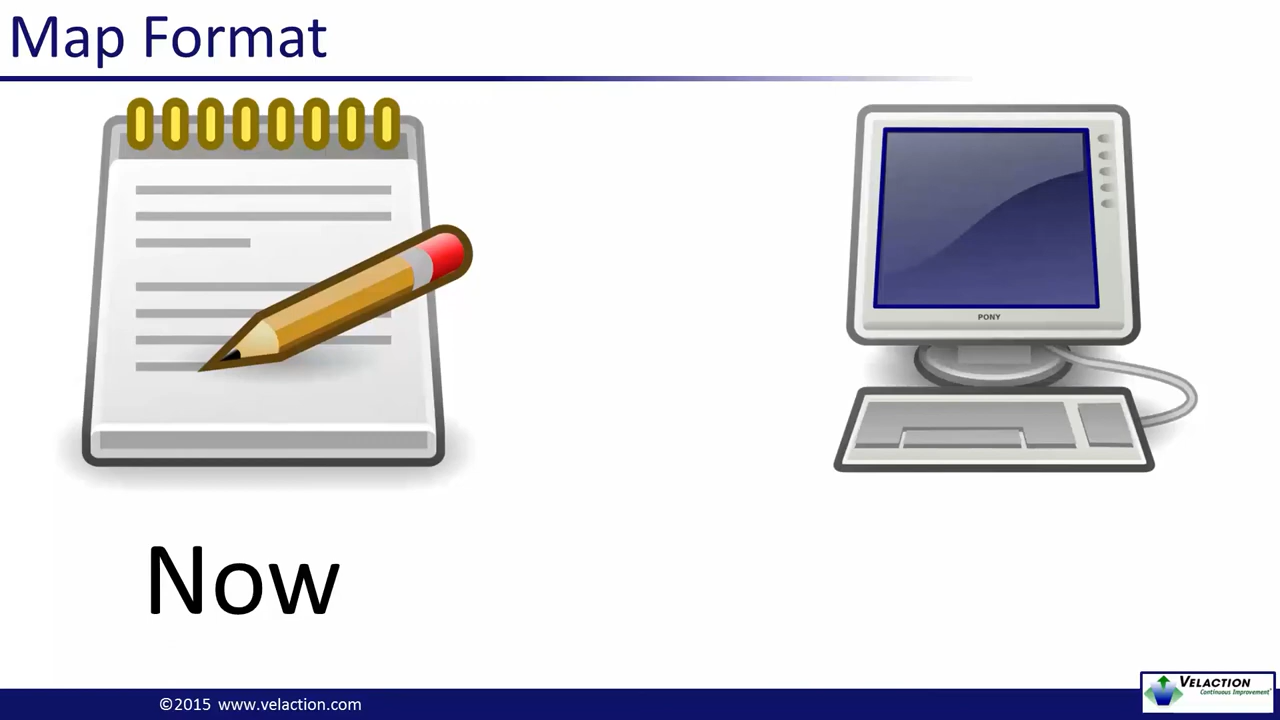 Map Format
PONY
Now
©2015 www.velaction.com
VELACTION
Continuous Improvement